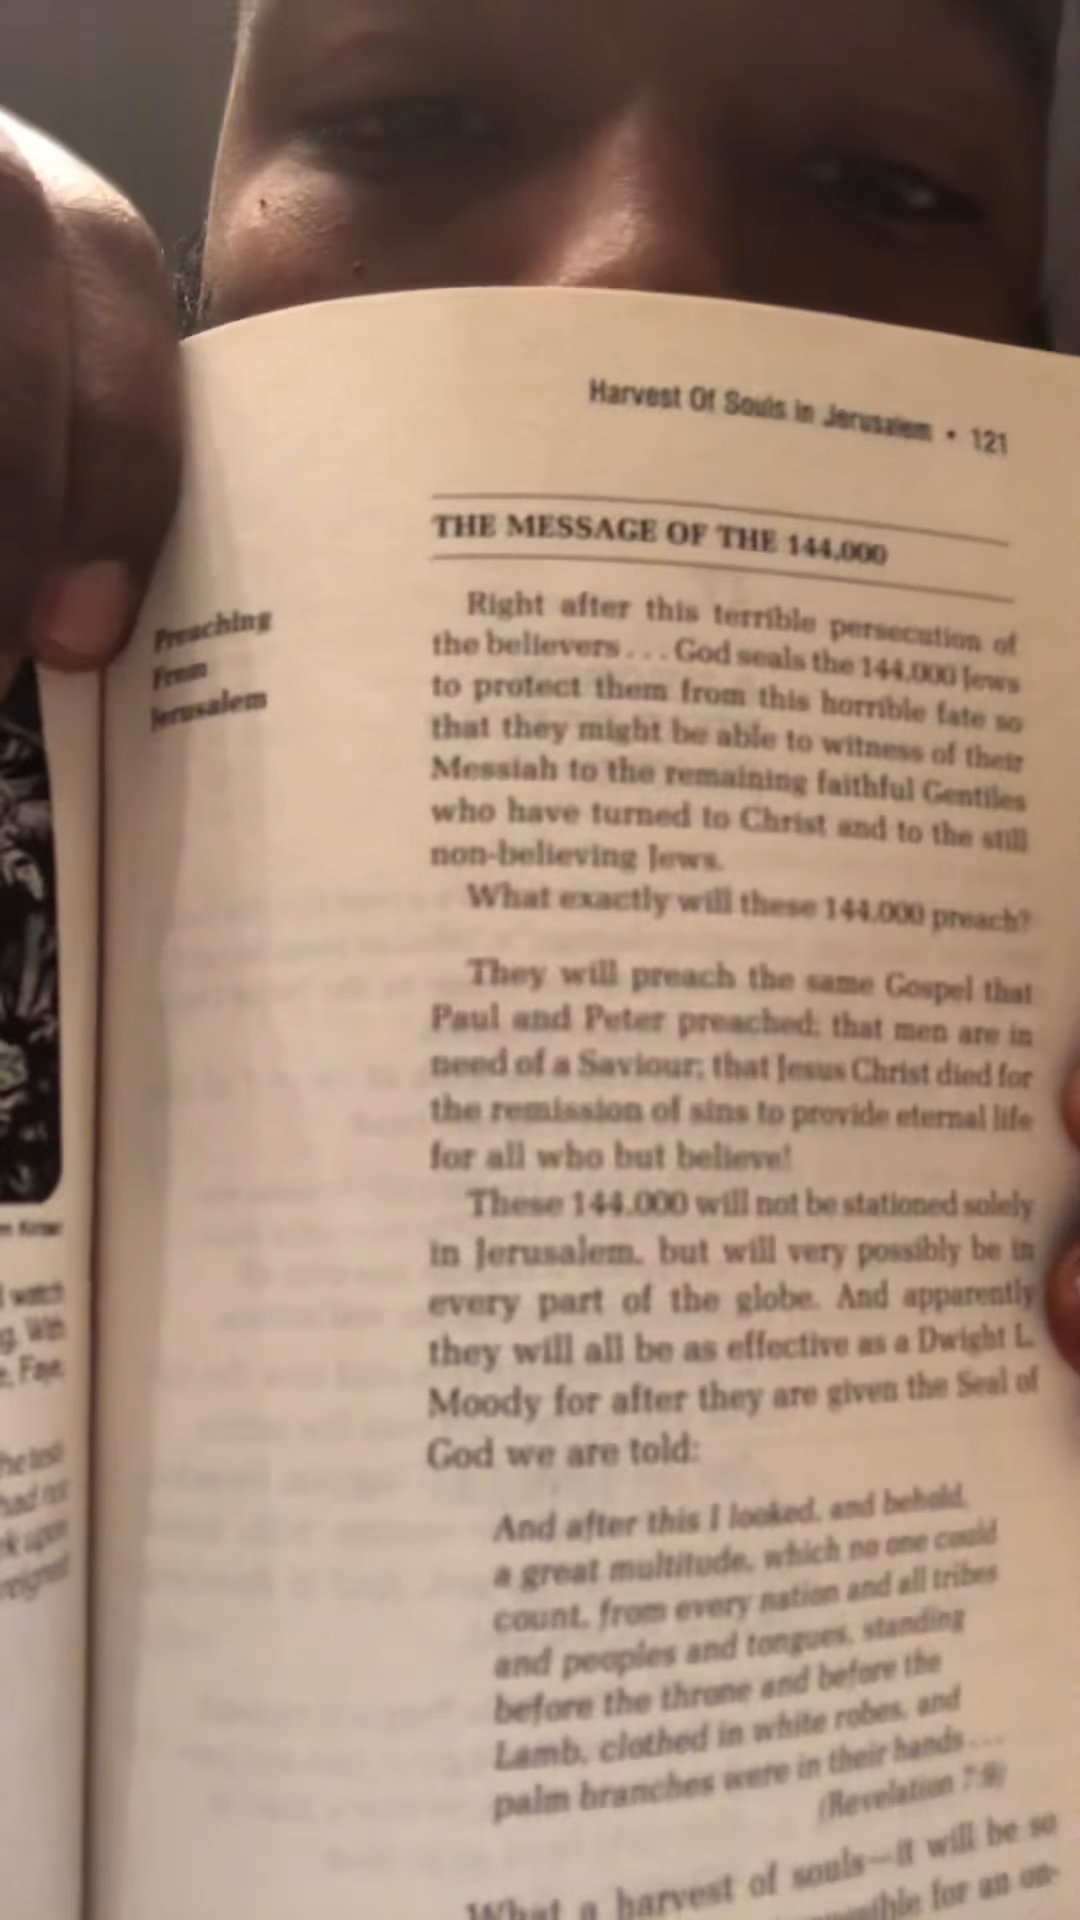 Harvest Of Souls in Jerusalem • 121
THE MESSAGE OF THE 144,000
Preaching
From
Jerusalem
Right after this terrible persecution of
the believers . . . God seals the 144,000 Jews
to protect them from this horrible fate so
that they might be able to witness of their
Messiah to the remaining faithful Gentiles
who have turned to Christ and to the still
non-believing Jews.
What exactly will these 144,000 preach?
They will preach the same Gospel that
Paul and Peter preached; that men are in
need of a Saviour; that Jesus Christ died for
the remission of sins to provide eternal life
for all who but believe!
These 144,000 will not be stationed solely
in Jerusalem, but will very possibly be in
every part of the globe. And apparently
they will all be as effective as a Dwight L.
Moody for after they are given the Seal of
God we are told:
And after this I looked, and behold,
a great multitude, which no one could
count, from every nation and all tribes
and peoples and tongues, standing
before the throne and before the
Lamb, clothed in white robes, and
palm branches were in their hands . . .
(Revelation 7:9)
What a harvest of souls—it will be so
for an on-
watch
With
Faye,